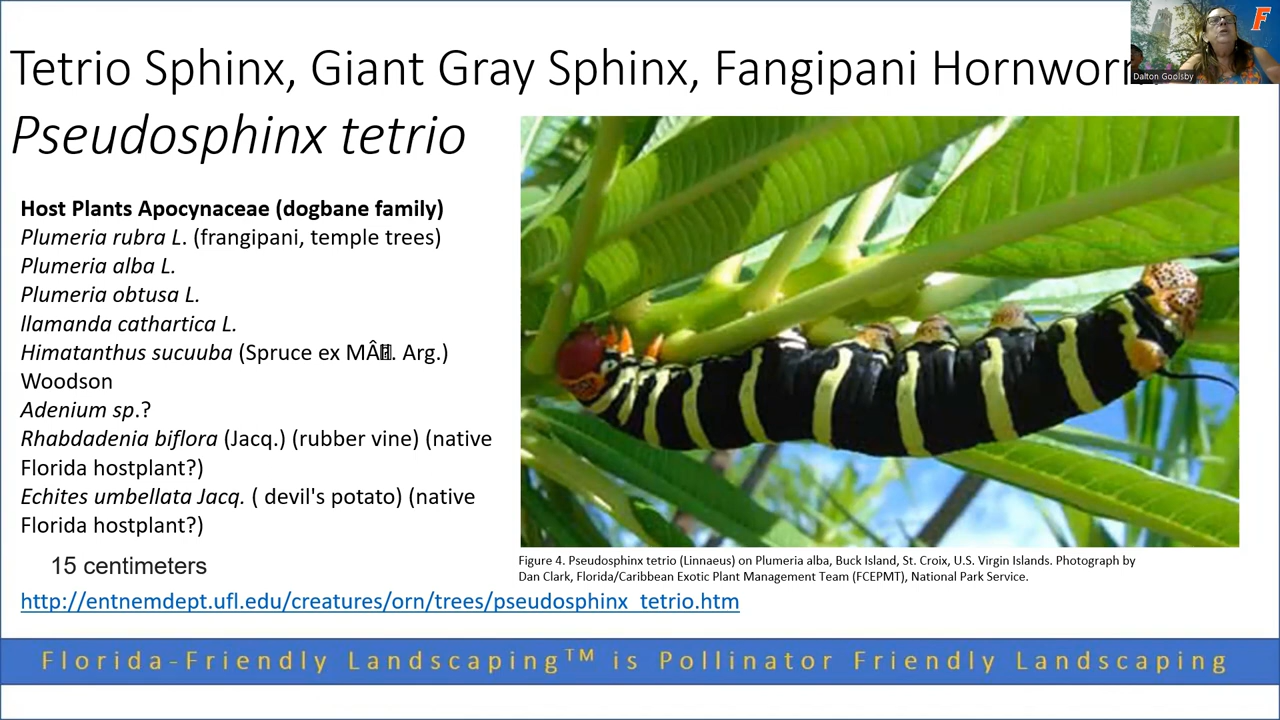 Tetrio Sphinx, Giant Gray Sphinx, Fangipani Hornworm
Pseudosphinx tetrio
F
Dalton Goolsby
Host Plants Apocynaceae (dogbane family)
Plumeria rubra L. (frangipani, temple trees)
Plumeria alba L.
Plumeria obtusa L.
llamanda cathartica L.
Himatanthus sucuuba (Spruce ex MÂ. Arg.)
Woodson
Adenium sp.?
Rhabdadenia biflora (Jacq.) (rubber vine) (native
Florida hostplant?)
Echites umbellata Jacq. ( devil's potato) (native
Florida hostplant?)
15 centimeters
Figure 4. Pseudosphinx tetrio (Linnaeus) on Plumeria alba, Buck Island, St. Croix, U.S. Virgin Islands. Photograph by
Dan Clark, Florida/Caribbean Exotic Plant Management Team (FCEPMT), National Park Service.
http://entnemdept.ufl.edu/creatures/orn/trees/pseudosphinx_tetrio.htm
Florida-Friendly Landscaping™ is Pollinator Friendly Landscaping